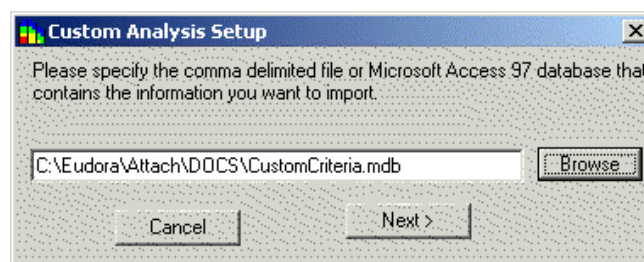 Custom Analysis Setup
Please specify the comma delimited file or Microsoft Access 97 database that
contains the information you want to import.
C:\Eudora\Attach\DOCS\CustomCriteria.mdb
Browse
Cancel
Next >